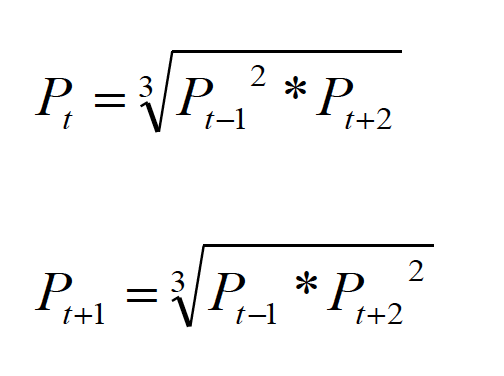 P_t = ∛(P_{t−1}^2 * P_{t+2})
P_{t+1} = ∛(P_{t−1} * P_{t+2}^2)